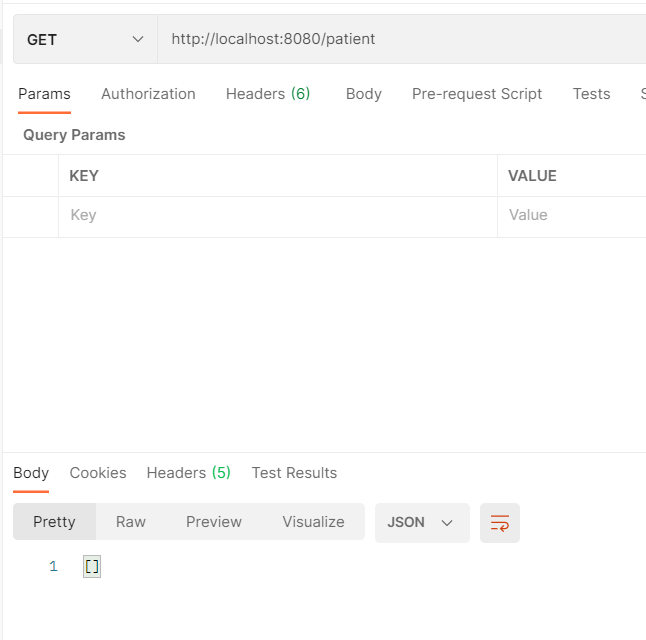 GET http://localhost:8080/patient
Params Authorization Headers (6) Body Pre-request Script Tests S
Query Params
KEY VALUE
Key Value
Body Cookies Headers (5) Test Results
Pretty Raw Preview Visualize JSON
1 []